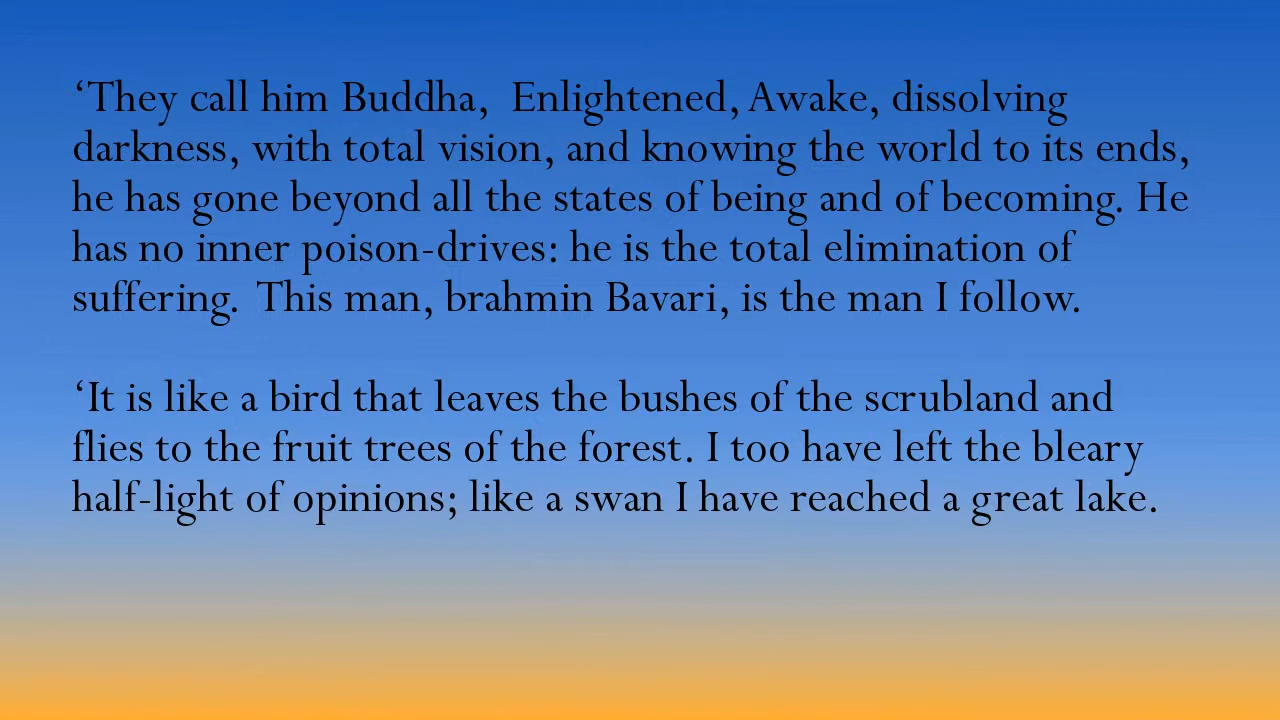 ‘They call him Buddha,  Enlightened, Awake, dissolving
darkness, with total vision, and knowing the world to its ends,
he has gone beyond all the states of being and of becoming. He
has no inner poison-drives: he is the total elimination of
suffering.  This man, brahmin Bavari, is the man I follow.
‘It is like a bird that leaves the bushes of the scrubland and
flies to the fruit trees of the forest. I too have left the bleary
half-light of opinions; like a swan I have reached a great lake.